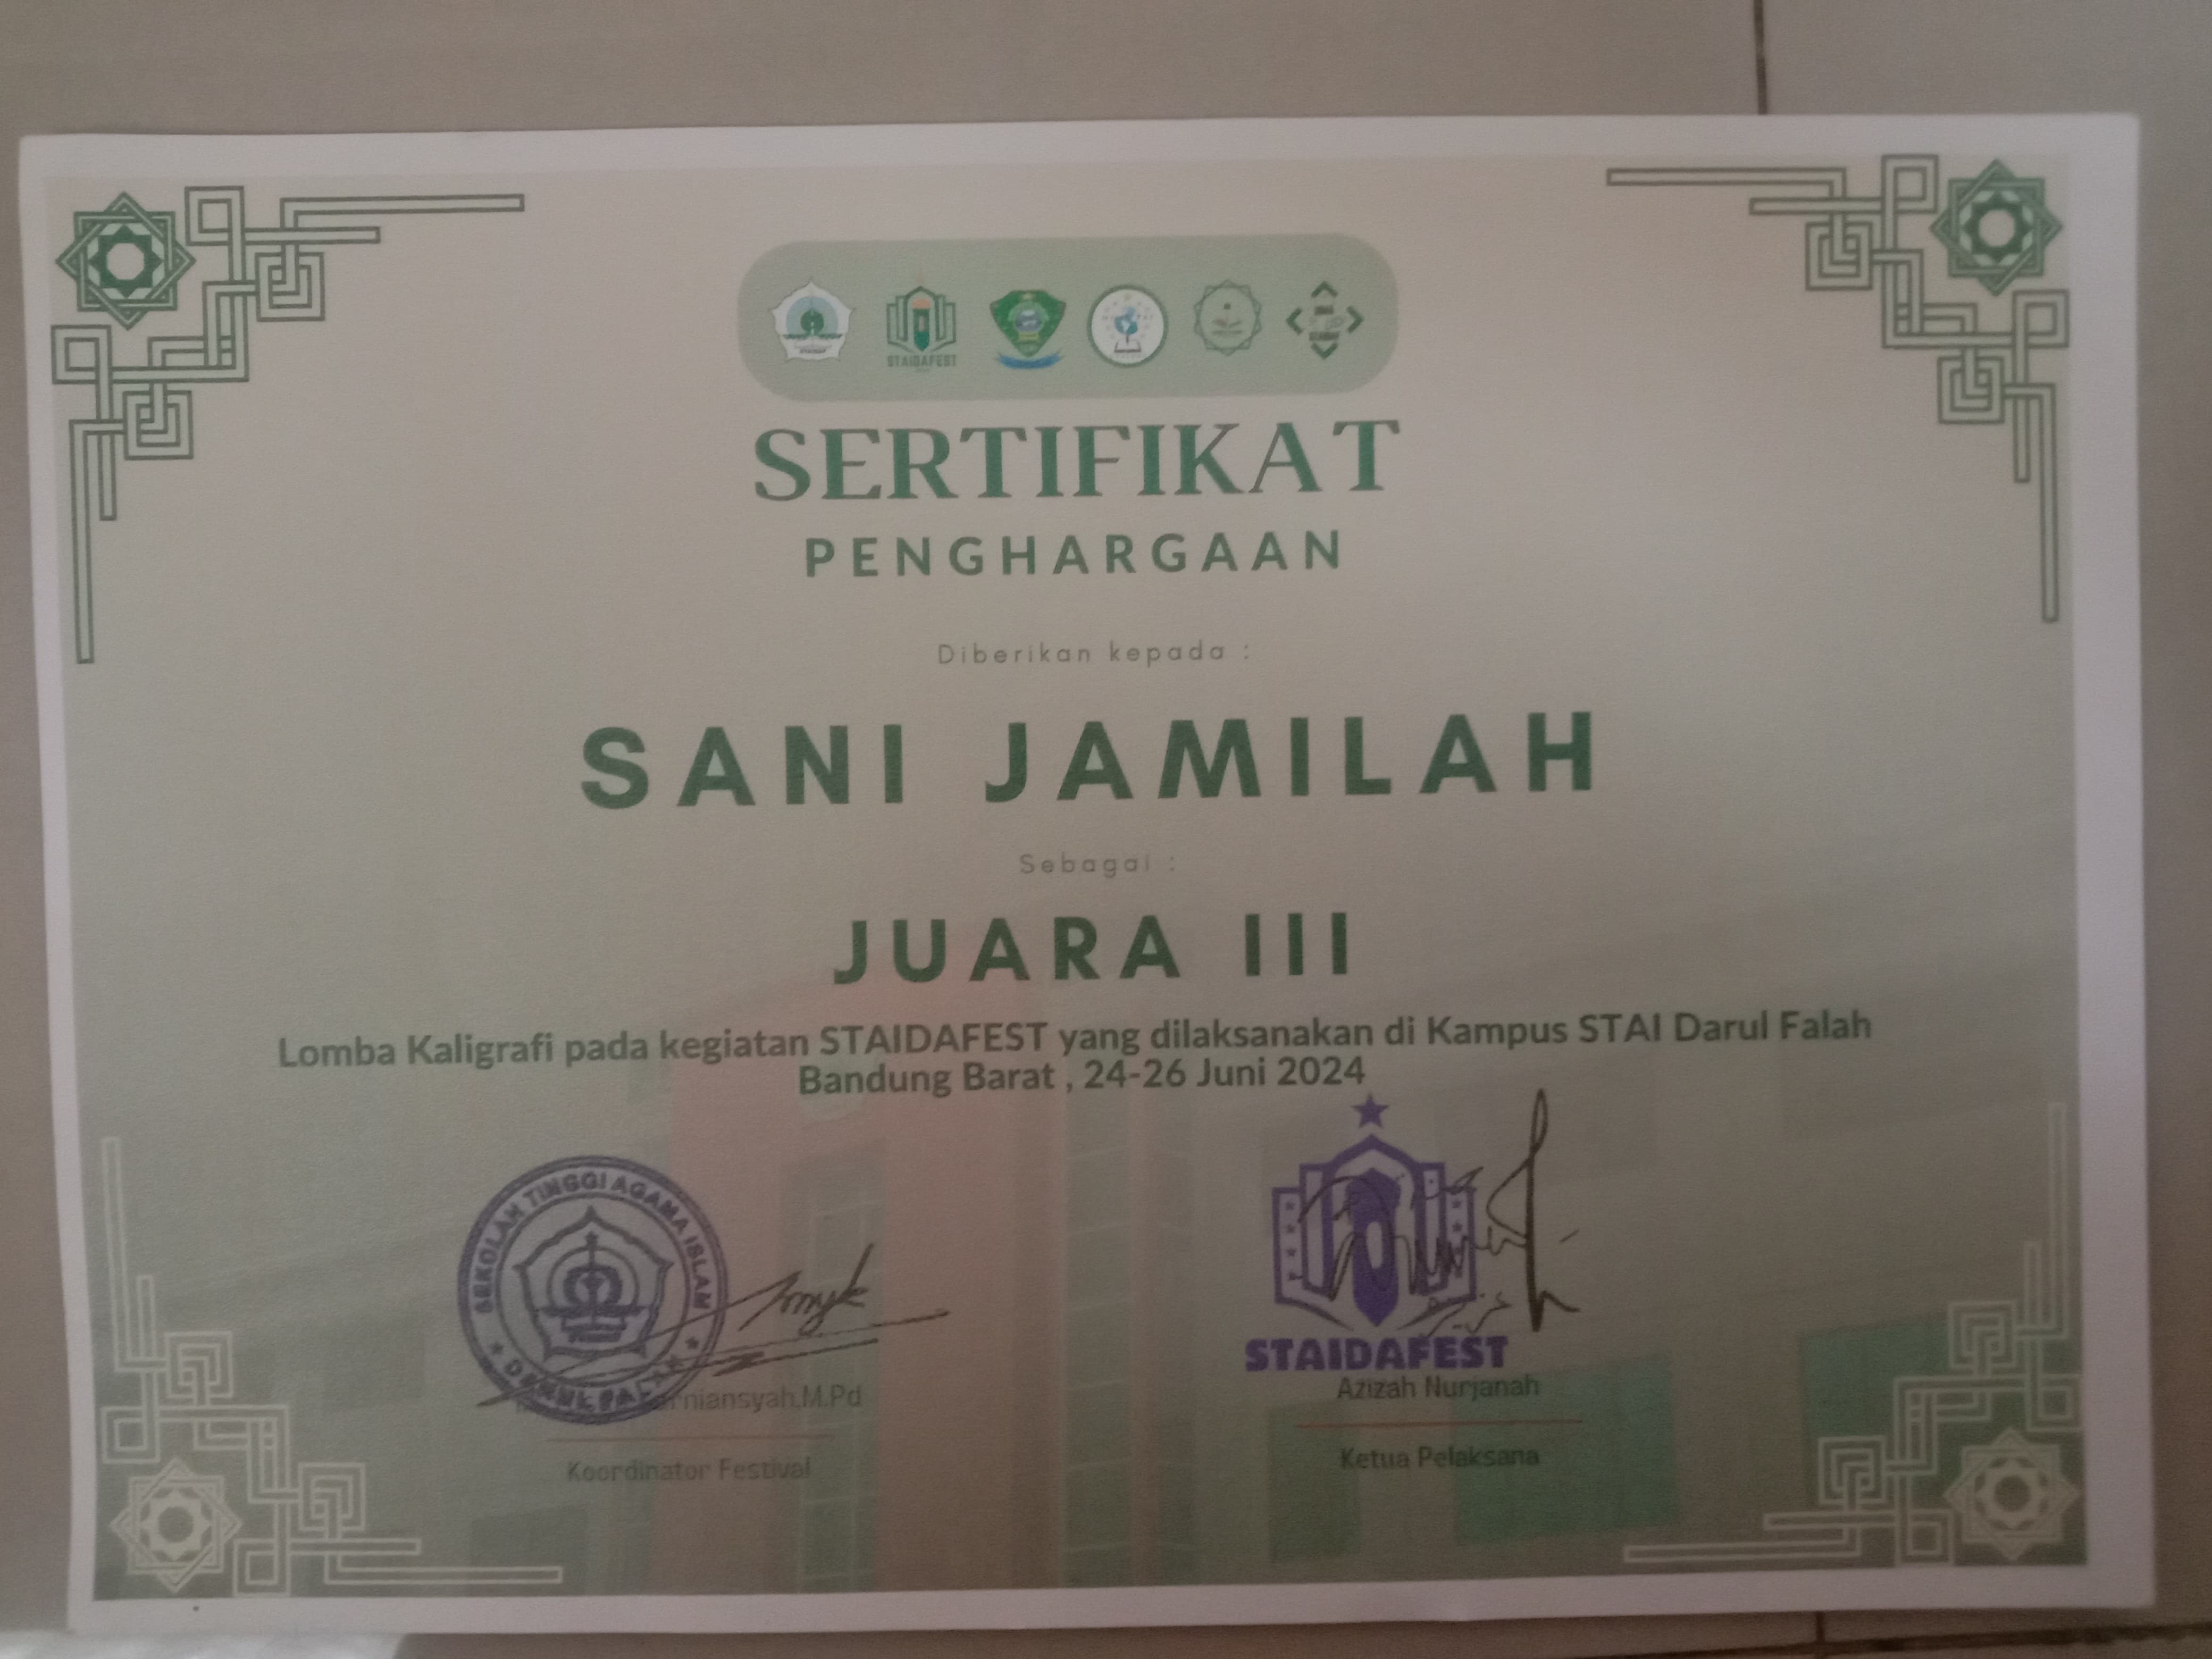 STAIDAFEST
SERTIFIKAT
PENGHARGAAN
Diberikan kepada :
SANI JAMILAH
Sebagai :
JUARA III
Lomba Kaligrafi pada kegiatan STAIDAFEST yang dilaksanakan di Kampus STAI Darul Falah
Bandung Barat , 24-26 Juni 2024
SEKOLAH TINGGI AGAMA ISLAM
STAIDAFEST
M.Pd
Koordinator Festival
Azizah Nurjanah
Ketua Pelaksana